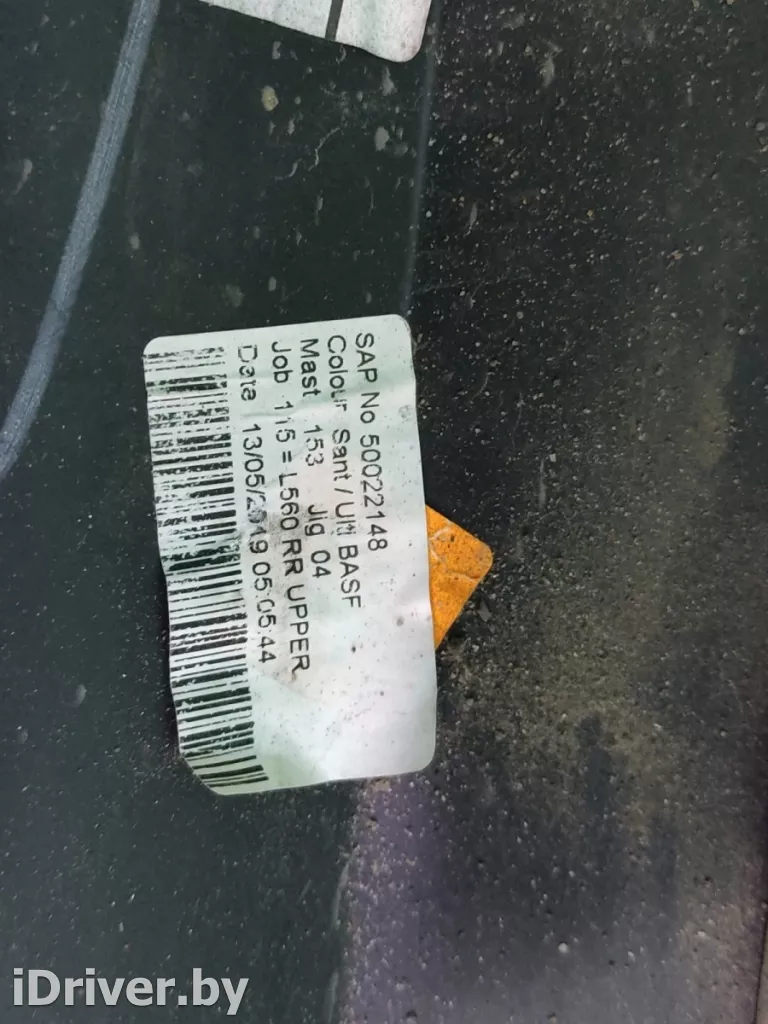 SAP No 50022148
Colour Sant / Ulti BASF
Mast 153 Jig 04
Job 115 = L560 RR UPPER
Date 13/05/2019 05:05:44
iDriver.by